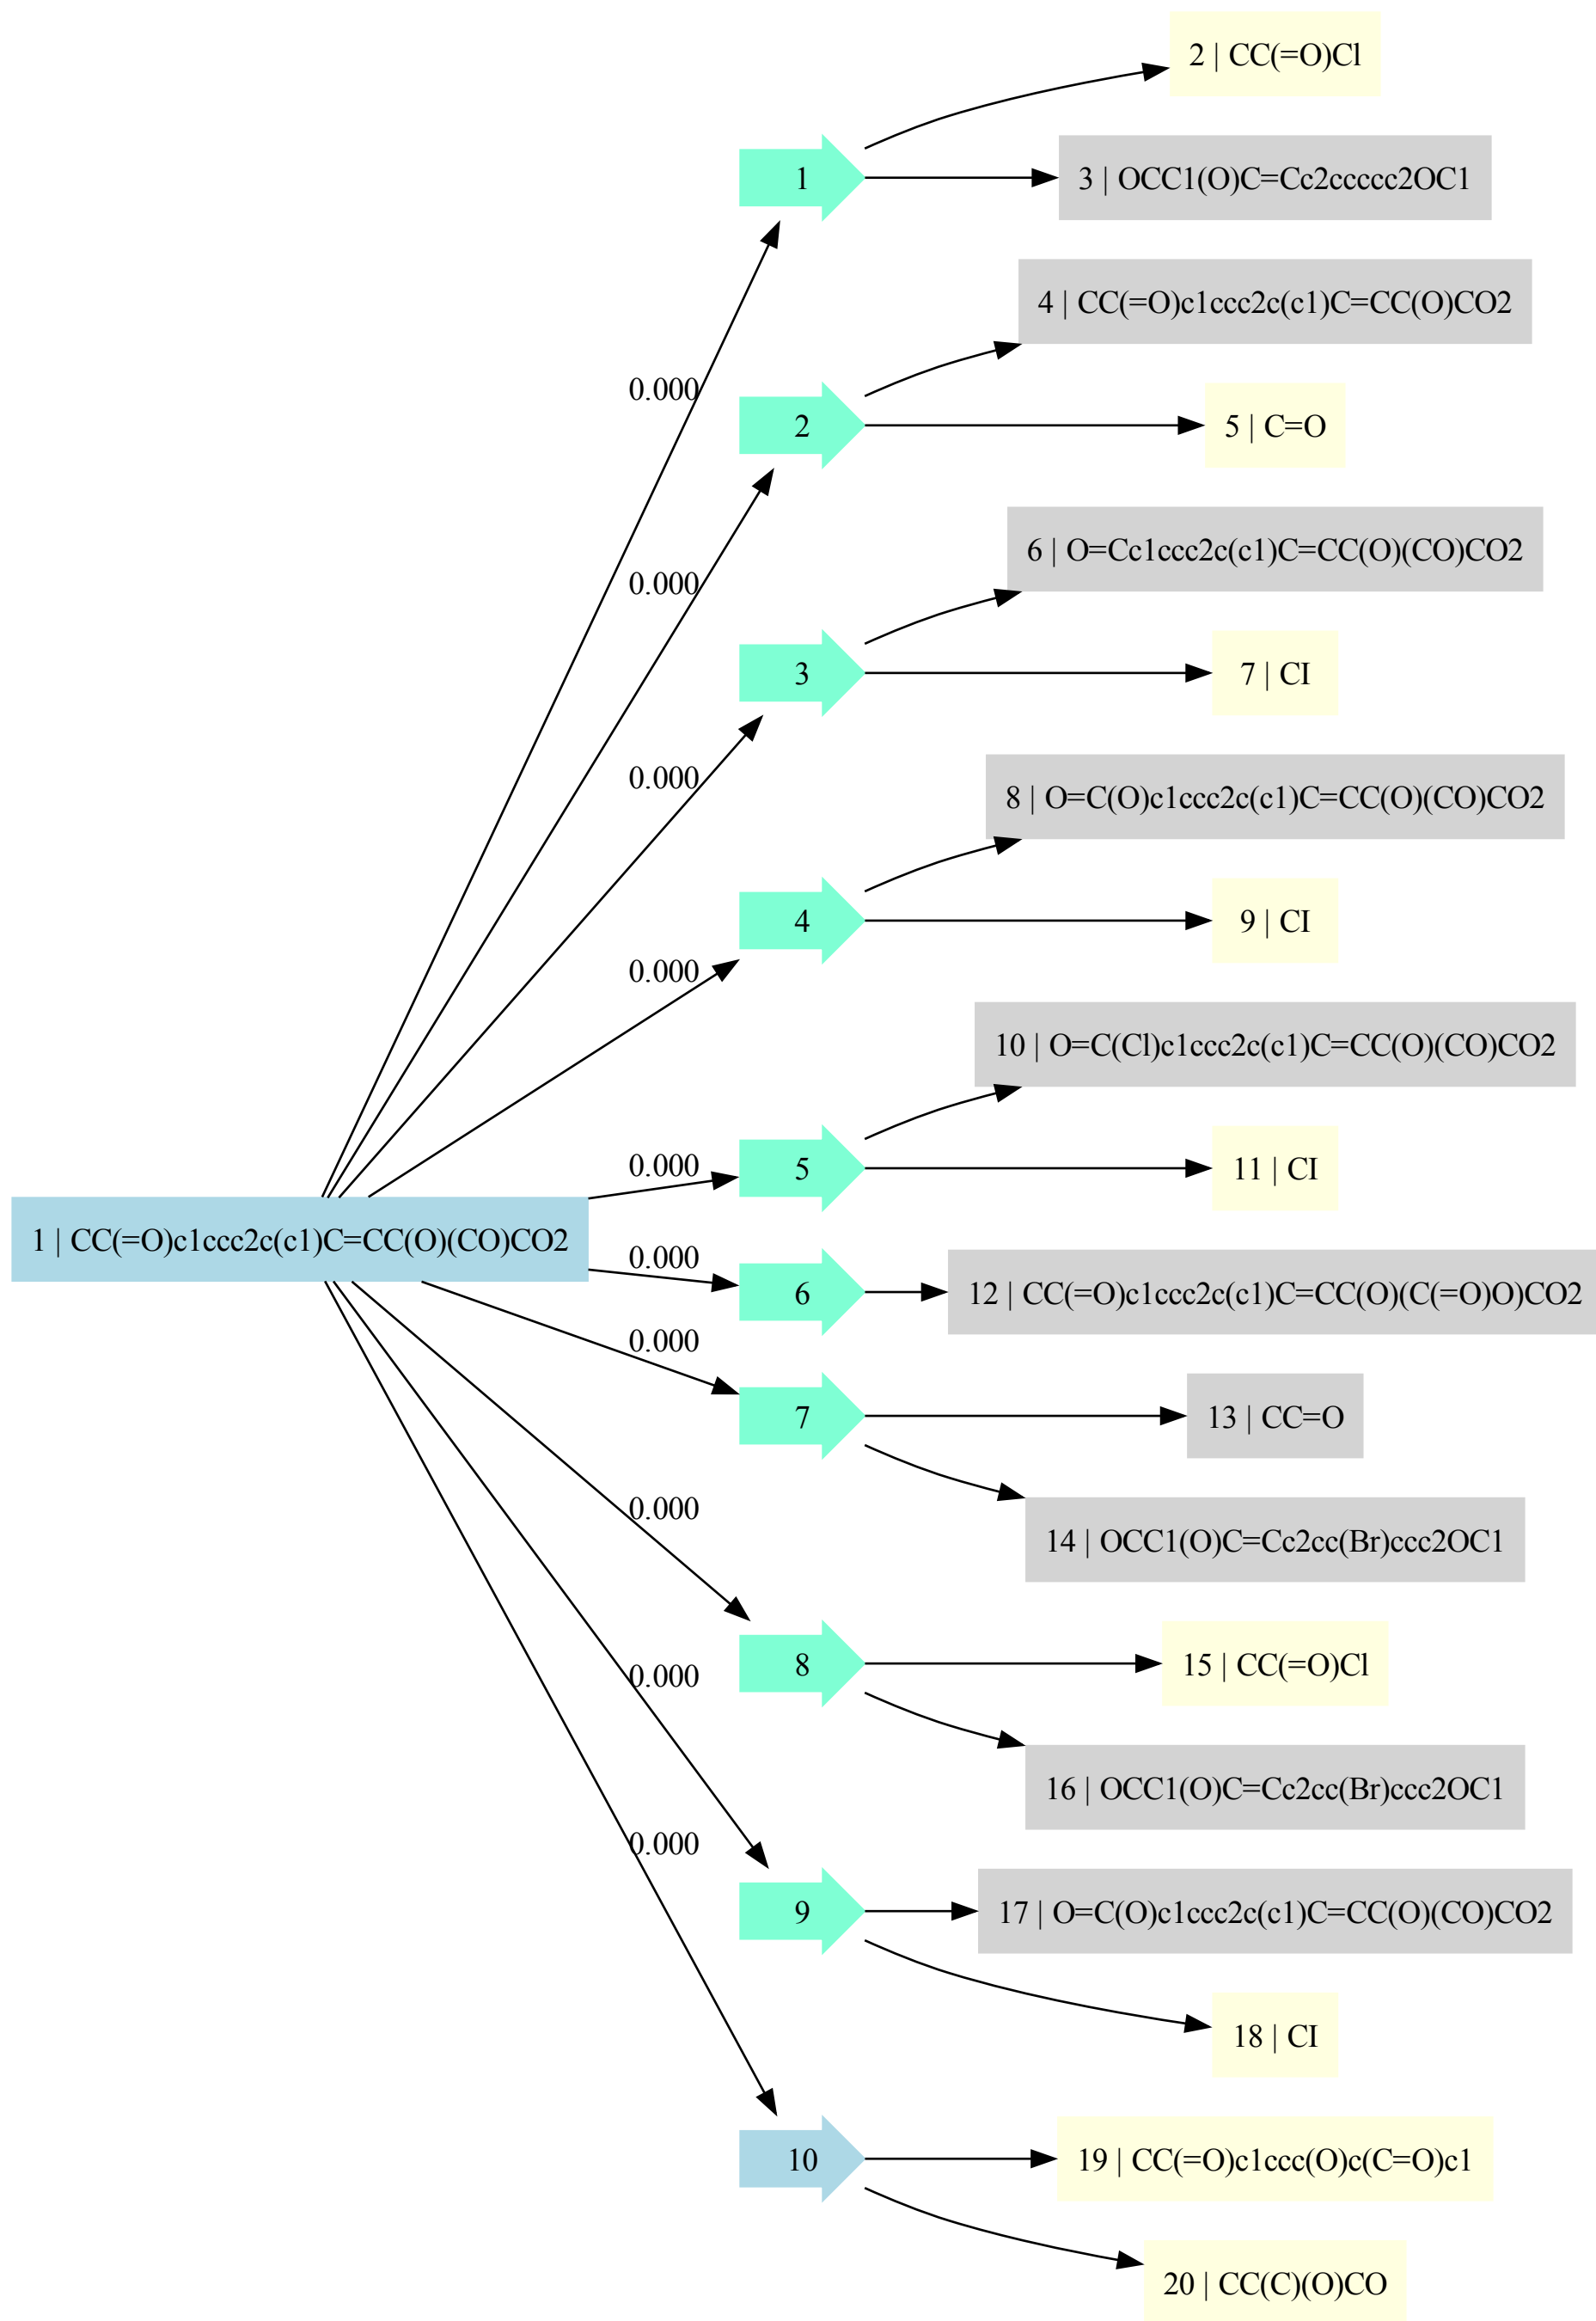 2 | CC(=O)Cl
1
3 | OCC1(O)C=Cc2ccccc2OC1
4 | CC(=O)c1ccc2c(c1)C=CC(O)CO2
0.000
2
5 | C=O
6 | O=Cc1ccc2c(c1)C=CC(O)(CO)CO2
0.000
3
7 | CI
0.000
8 | O=C(O)c1ccc2c(c1)C=CC(O)(CO)CO2
4
9 | CI
0.000
10 | O=C(Cl)c1ccc2c(c1)C=CC(O)(CO)CO2
0.000
5
11 | CI
1 | CC(=O)c1ccc2c(c1)C=CC(O)(CO)CO2
0.000
6
12 | CC(=O)c1ccc2c(c1)C=CC(O)(C(=O)O)CO2
0.000
7
13 | CC=O
0.000
14 | OCC1(O)C=Cc2cc(Br)ccc2OC1
8
15 | CC(=O)Cl
0.000
16 | OCC1(O)C=Cc2cc(Br)ccc2OC1
0.000
9
17 | O=C(O)c1ccc2c(c1)C=CC(O)(CO)CO2
18 | CI
10
19 | CC(=O)c1ccc(O)c(C=O)c1
20 | CC(C)(O)CO